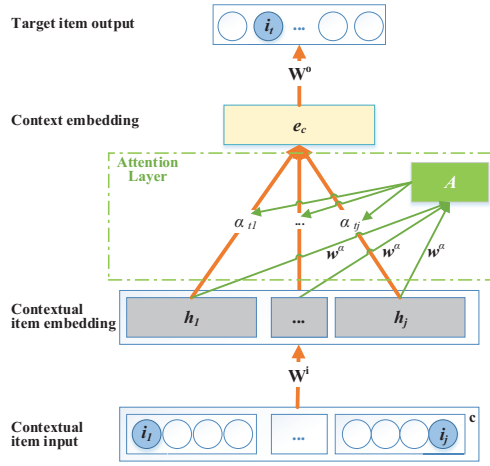 Target item output
i_t ...
W^o
Context embedding
e_c
Attention
Layer
A
α_t1 ... α_tj
w^α w^α w^α
Contextual
item embedding
h_1 ... h_j
W^i
Contextual
item input
i_1 ... i_j c